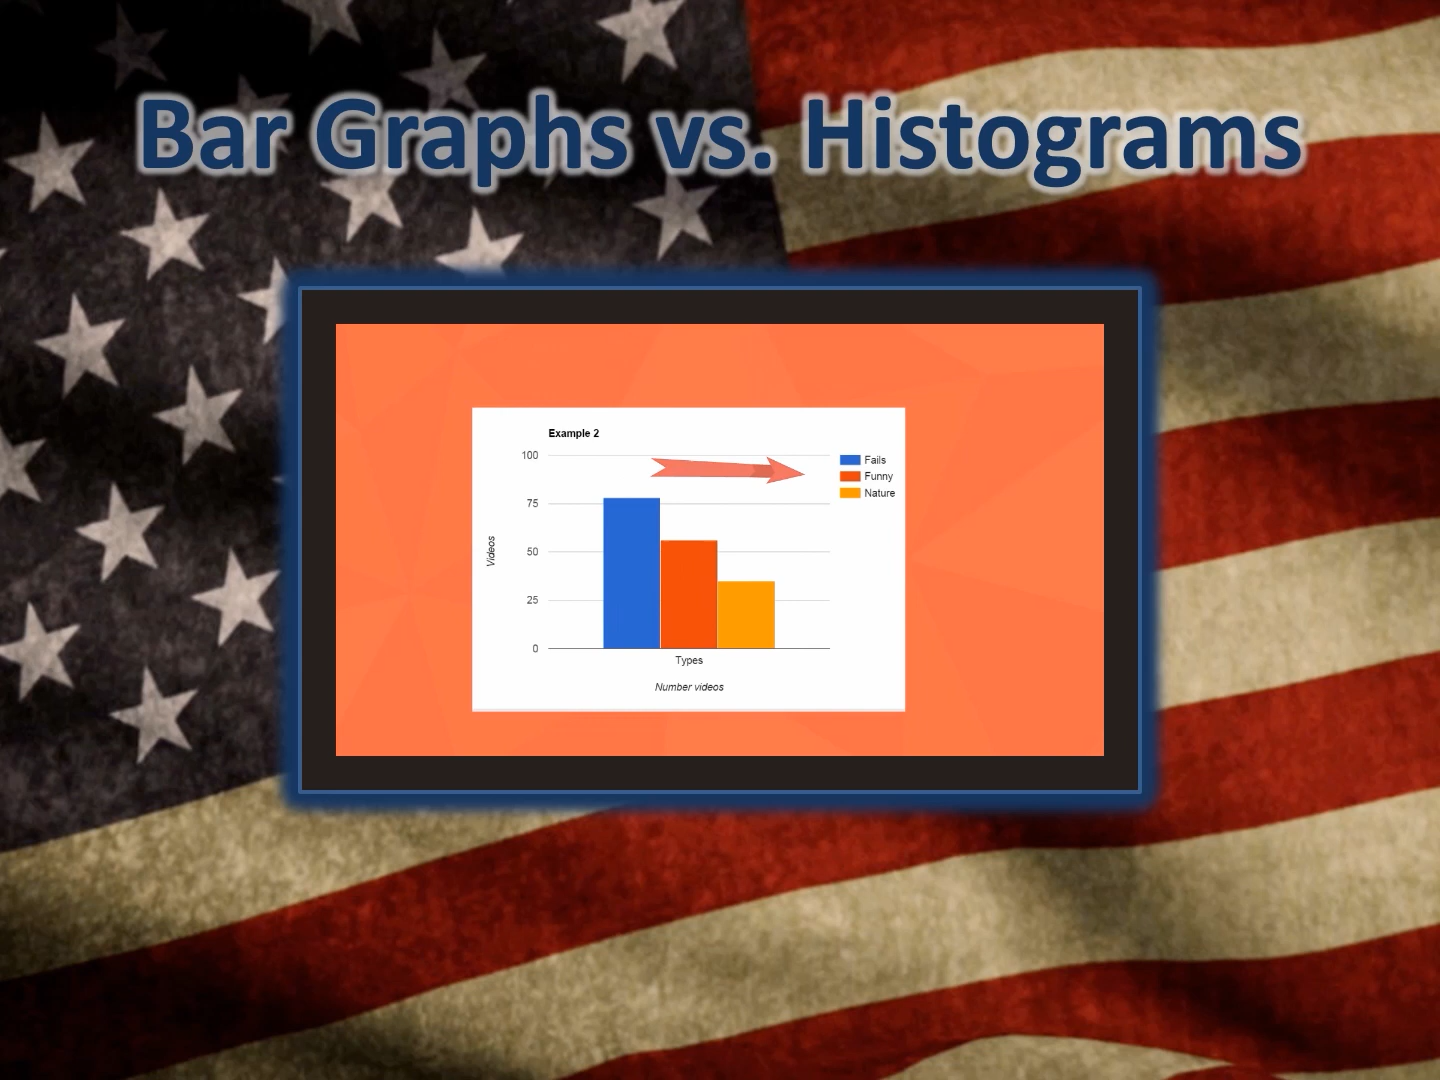 Bar Graphs vs. Histograms
Example 2
100
75
50
25
0
Videos
Types
Number videos
Fails
Funny
Nature